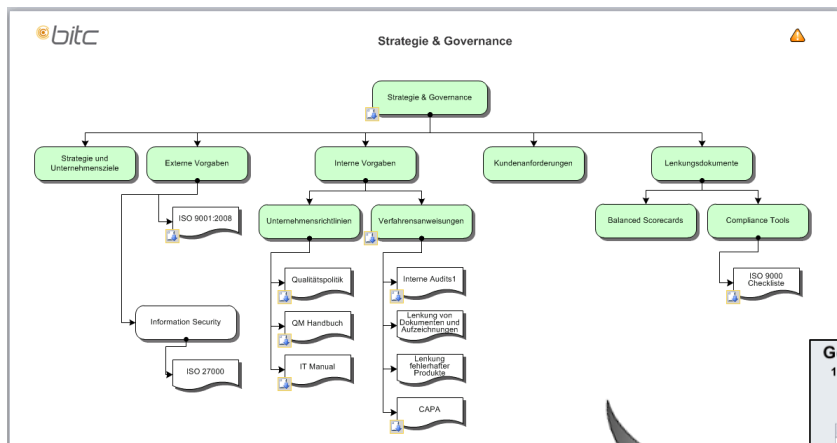 bitc
Strategie & Governance
Strategie & Governance
Strategie und
Unternehmensziele
Externe Vorgaben
Interne Vorgaben
Kundenanforderungen
Lenkungsdokumente
ISO 9001:2008
Unternehmensrichtlinien
Verfahrensanweisungen
Balanced Scorecards
Compliance Tools
Qualitätspolitik
Interne Audits1
ISO 9000
Checkliste
Information Security
QM Handbuch
Lenkung von
Dokumenten und
Aufzeichnungen
ISO 27000
IT Manual
Lenkung
fehlerhafter
Produkte
CAPA
G
1